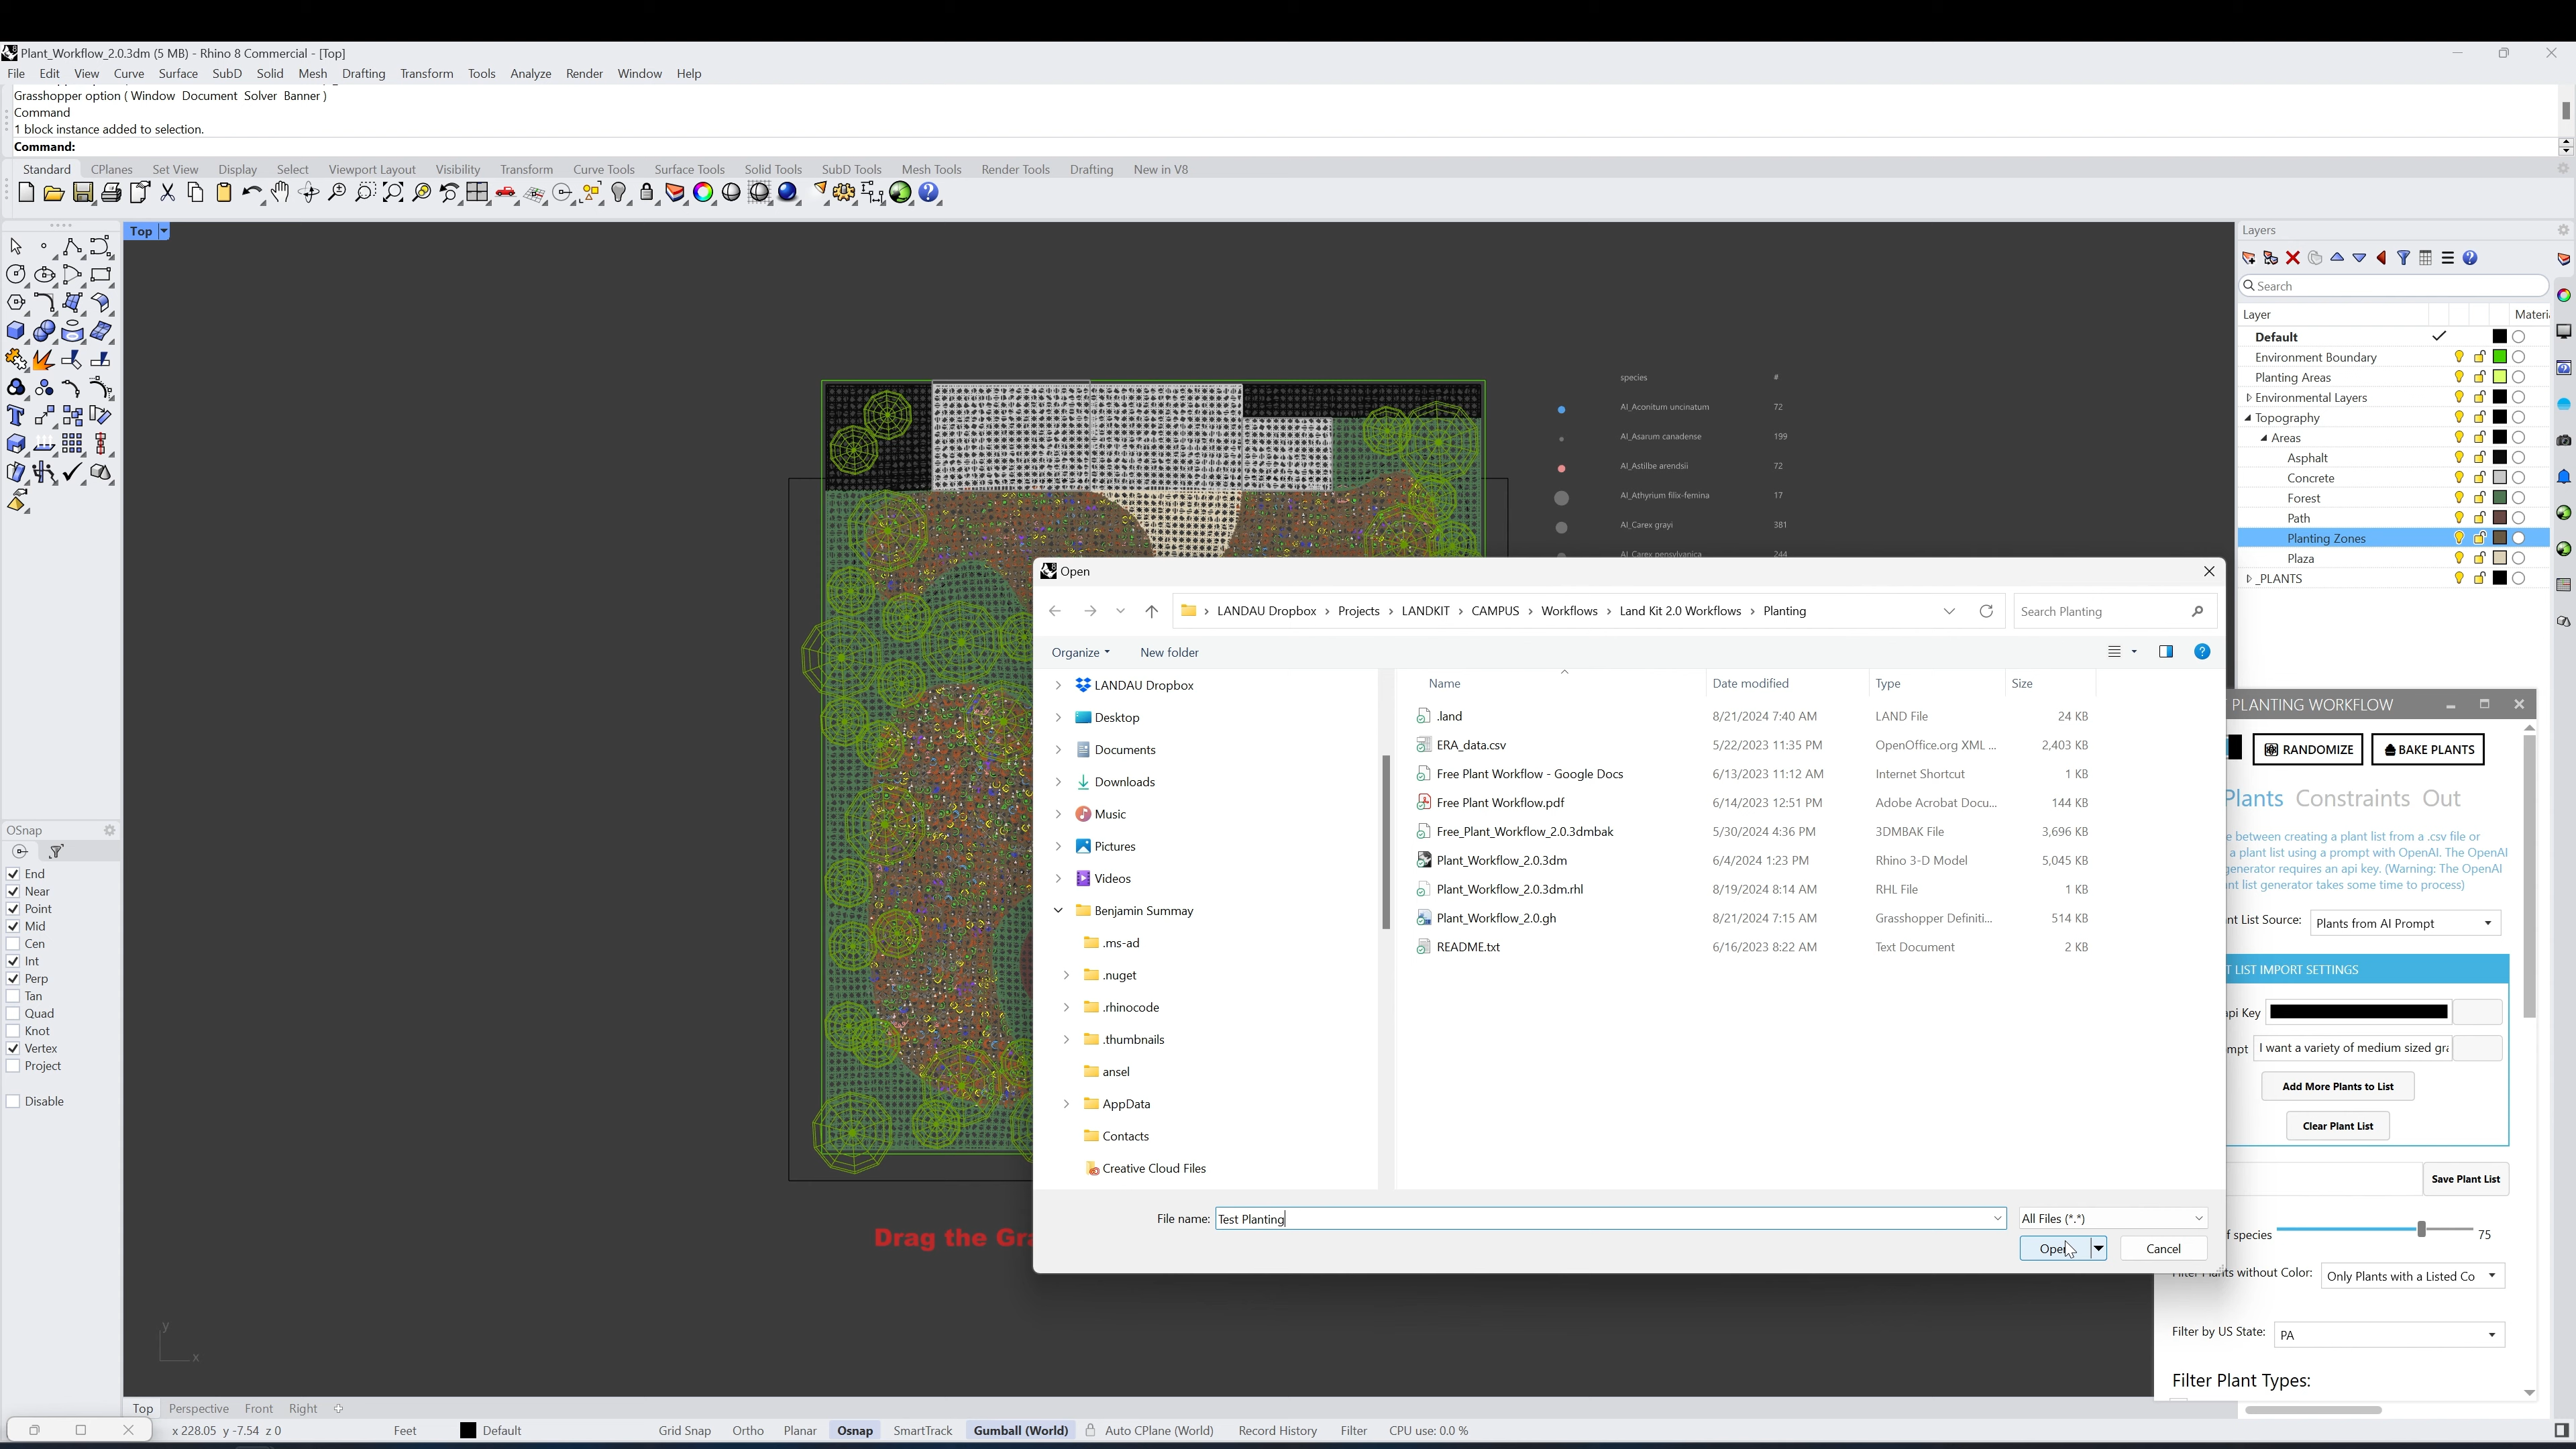 Plant_Workflow_2.0.3dm (5 MB) - Rhino 8 Commercial - [Top]
File Edit View Curve Surface SubD Solid Mesh Drafting Transform Tools Analyze Render Window Help
Grasshopper option ( Window Document Solver Banner )
Command
1 block instance added to selection.
Command:
Standard CPlanes Set View Display Select Viewport Layout Visibility Transform Curve Tools Surface Tools Solid Tools SubD Tools Mesh Tools Render Tools Drafting New in V8
Top
species #
AI_Aconitum uncinatum 72
AI_Asarum canadense 199
AI_Astilbe arendsii 72
AI_Athyrium filix-femina 17
AI_Carex grayi 381
AI_Carex pensylvanica 244
Drag the Gra
Layers
Search
Layer Materi
Default
Environment Boundary
Planting Areas
Environmental Layers
Topography
Areas
Asphalt
Concrete
Forest
Path
Planting Zones
Plaza
_PLANTS
Open
LANDAU Dropbox > Projects > LANDKIT > CAMPUS > Workflows > Land Kit 2.0 Workflows > Planting
Search Planting
Organize New folder
LANDAU Dropbox
Desktop
Documents
Downloads
Music
Pictures
Videos
Benjamin Summay
.ms-ad
.nuget
.rhinocode
.thumbnails
ansel
AppData
Contacts
Creative Cloud Files
Name Date modified Type Size
.land 8/21/2024 7:40 AM LAND File 24 KB
ERA_data.csv 5/22/2023 11:35 PM OpenOffice.org XML ... 2,403 KB
Free Plant Workflow - Google Docs 6/13/2023 11:12 AM Internet Shortcut 1 KB
Free Plant Workflow.pdf 6/14/2023 12:51 PM Adobe Acrobat Docu... 144 KB
Free_Plant_Workflow_2.0.3dmbak 5/30/2024 4:36 PM 3DMBAK File 3,696 KB
Plant_Workflow_2.0.3dm 6/4/2024 1:23 PM Rhino 3-D Model 5,045 KB
Plant_Workflow_2.0.3dm.rhl 8/19/2024 8:14 AM RHL File 1 KB
Plant_Workflow_2.0.gh 8/21/2024 7:15 AM Grasshopper Definiti... 514 KB
README.txt 6/16/2023 8:22 AM Text Document 2 KB
File name: Test Planting All Files (*.*)
Open Cancel
PLANTING WORKFLOW
RANDOMIZE BAKE PLANTS
Plants Constraints Out
e between creating a plant list from a .csv file or
a plant list using a prompt with OpenAI. The OpenAI
generator requires an api key. (Warning: The OpenAI
nt list generator takes some time to process)
nt List Source: Plants from AI Prompt
T LIST IMPORT SETTINGS
api Key
mpt I want a variety of medium sized gra
Add More Plants to List
Clear Plant List
Save Plant List
f species 75
Filter Plants without Color: Only Plants with a Listed Co
Filter by US State: PA
Filter Plant Types:
OSnap
End
Near
Point
Mid
Cen
Int
Perp
Tan
Quad
Knot
Vertex
Project
Disable
y
x
Top Perspective Front Right
x 228.05 y -7.54 z 0 Feet Default Grid Snap Ortho Planar Osnap SmartTrack Gumball (World) Auto CPlane (World) Record History Filter CPU use: 0.0 %